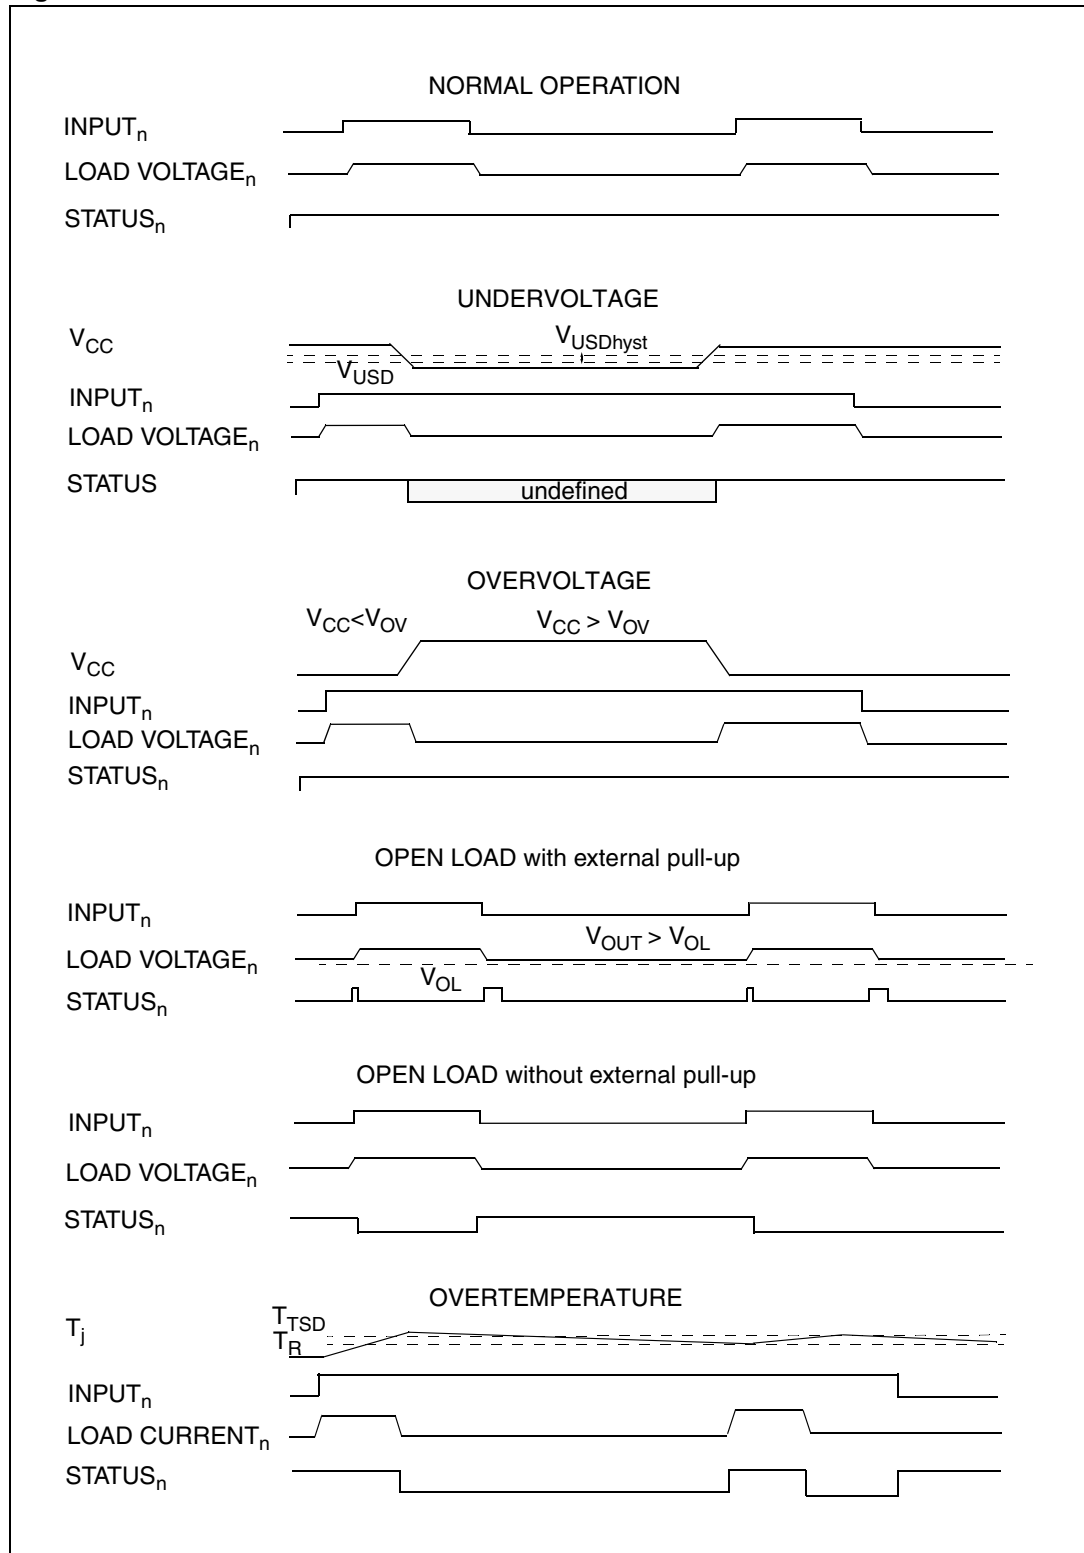 NORMAL OPERATION
INPUTn
LOAD VOLTAGEn
STATUSn
UNDERVOLTAGE
VCC
VUSDhyst
VUSD
INPUTn
LOAD VOLTAGEn
STATUS
undefined
OVERVOLTAGE
VCC<VOV
VCC > VOV
VCC
INPUTn
LOAD VOLTAGEn
STATUSn
OPEN LOAD with external pull-up
INPUTn
VOUT > VOL
LOAD VOLTAGEn
VOL
STATUSn
OPEN LOAD without external pull-up
INPUTn
LOAD VOLTAGEn
STATUSn
OVERTEMPERATURE
Tj
TTSD
TR
INPUTn
LOAD CURRENTn
STATUSn